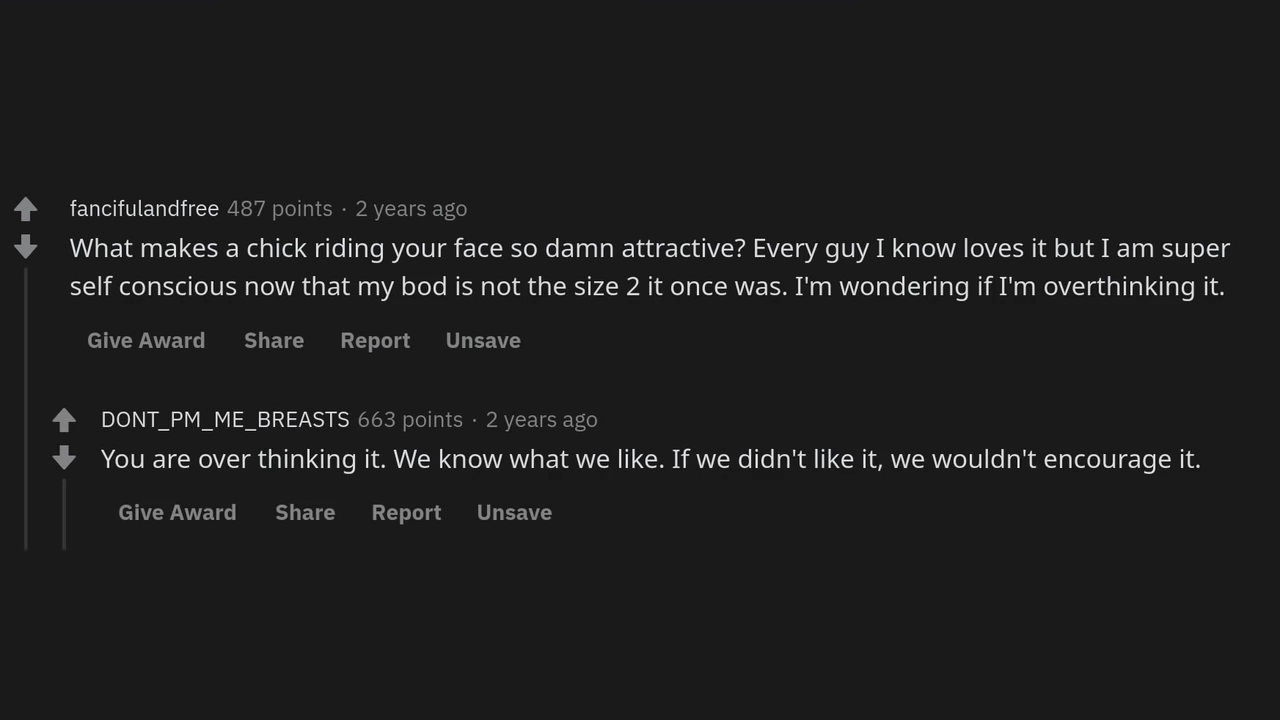 fancifulandfree 487 points · 2 years ago
What makes a chick riding your face so damn attractive? Every guy I know loves it but I am super
self conscious now that my bod is not the size 2 it once was. I'm wondering if I'm overthinking it.
Give Award Share Report Unsave
DONT_PM_ME_BREASTS 663 points · 2 years ago
You are over thinking it. We know what we like. If we didn't like it, we wouldn't encourage it.
Give Award Share Report Unsave